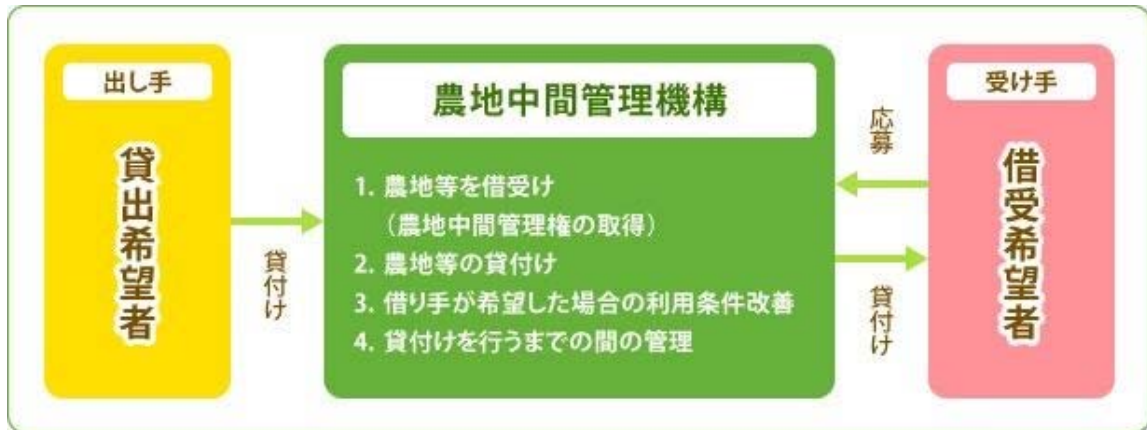 出し手
貸出希望者
貸付け
農地中間管理機構
1. 農地等を借受け
（農地中間管理権の取得）
2. 農地等の貸付け
3. 借り手が希望した場合の利用条件改善
4. 貸付けを行うまでの間の管理
応募
貸付け
受け手
借受希望者